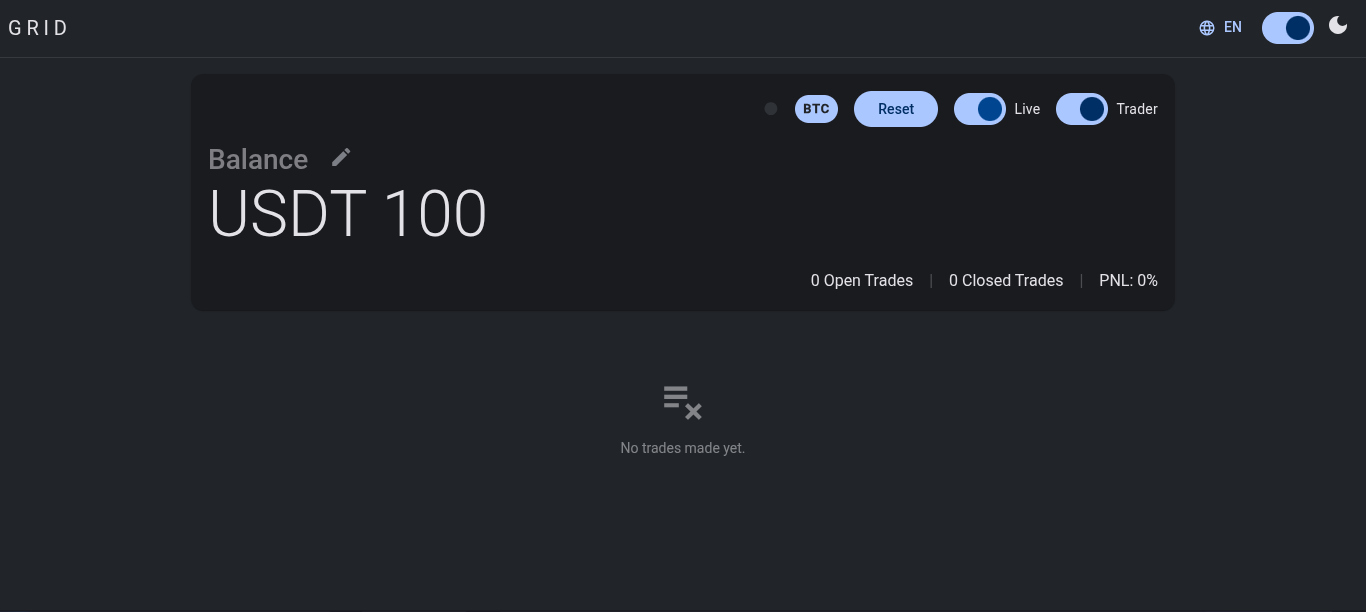 GRID
EN
BTC Reset Live Trader
Balance
USDT 100
0 Open Trades | 0 Closed Trades | PNL: 0%
No trades made yet.